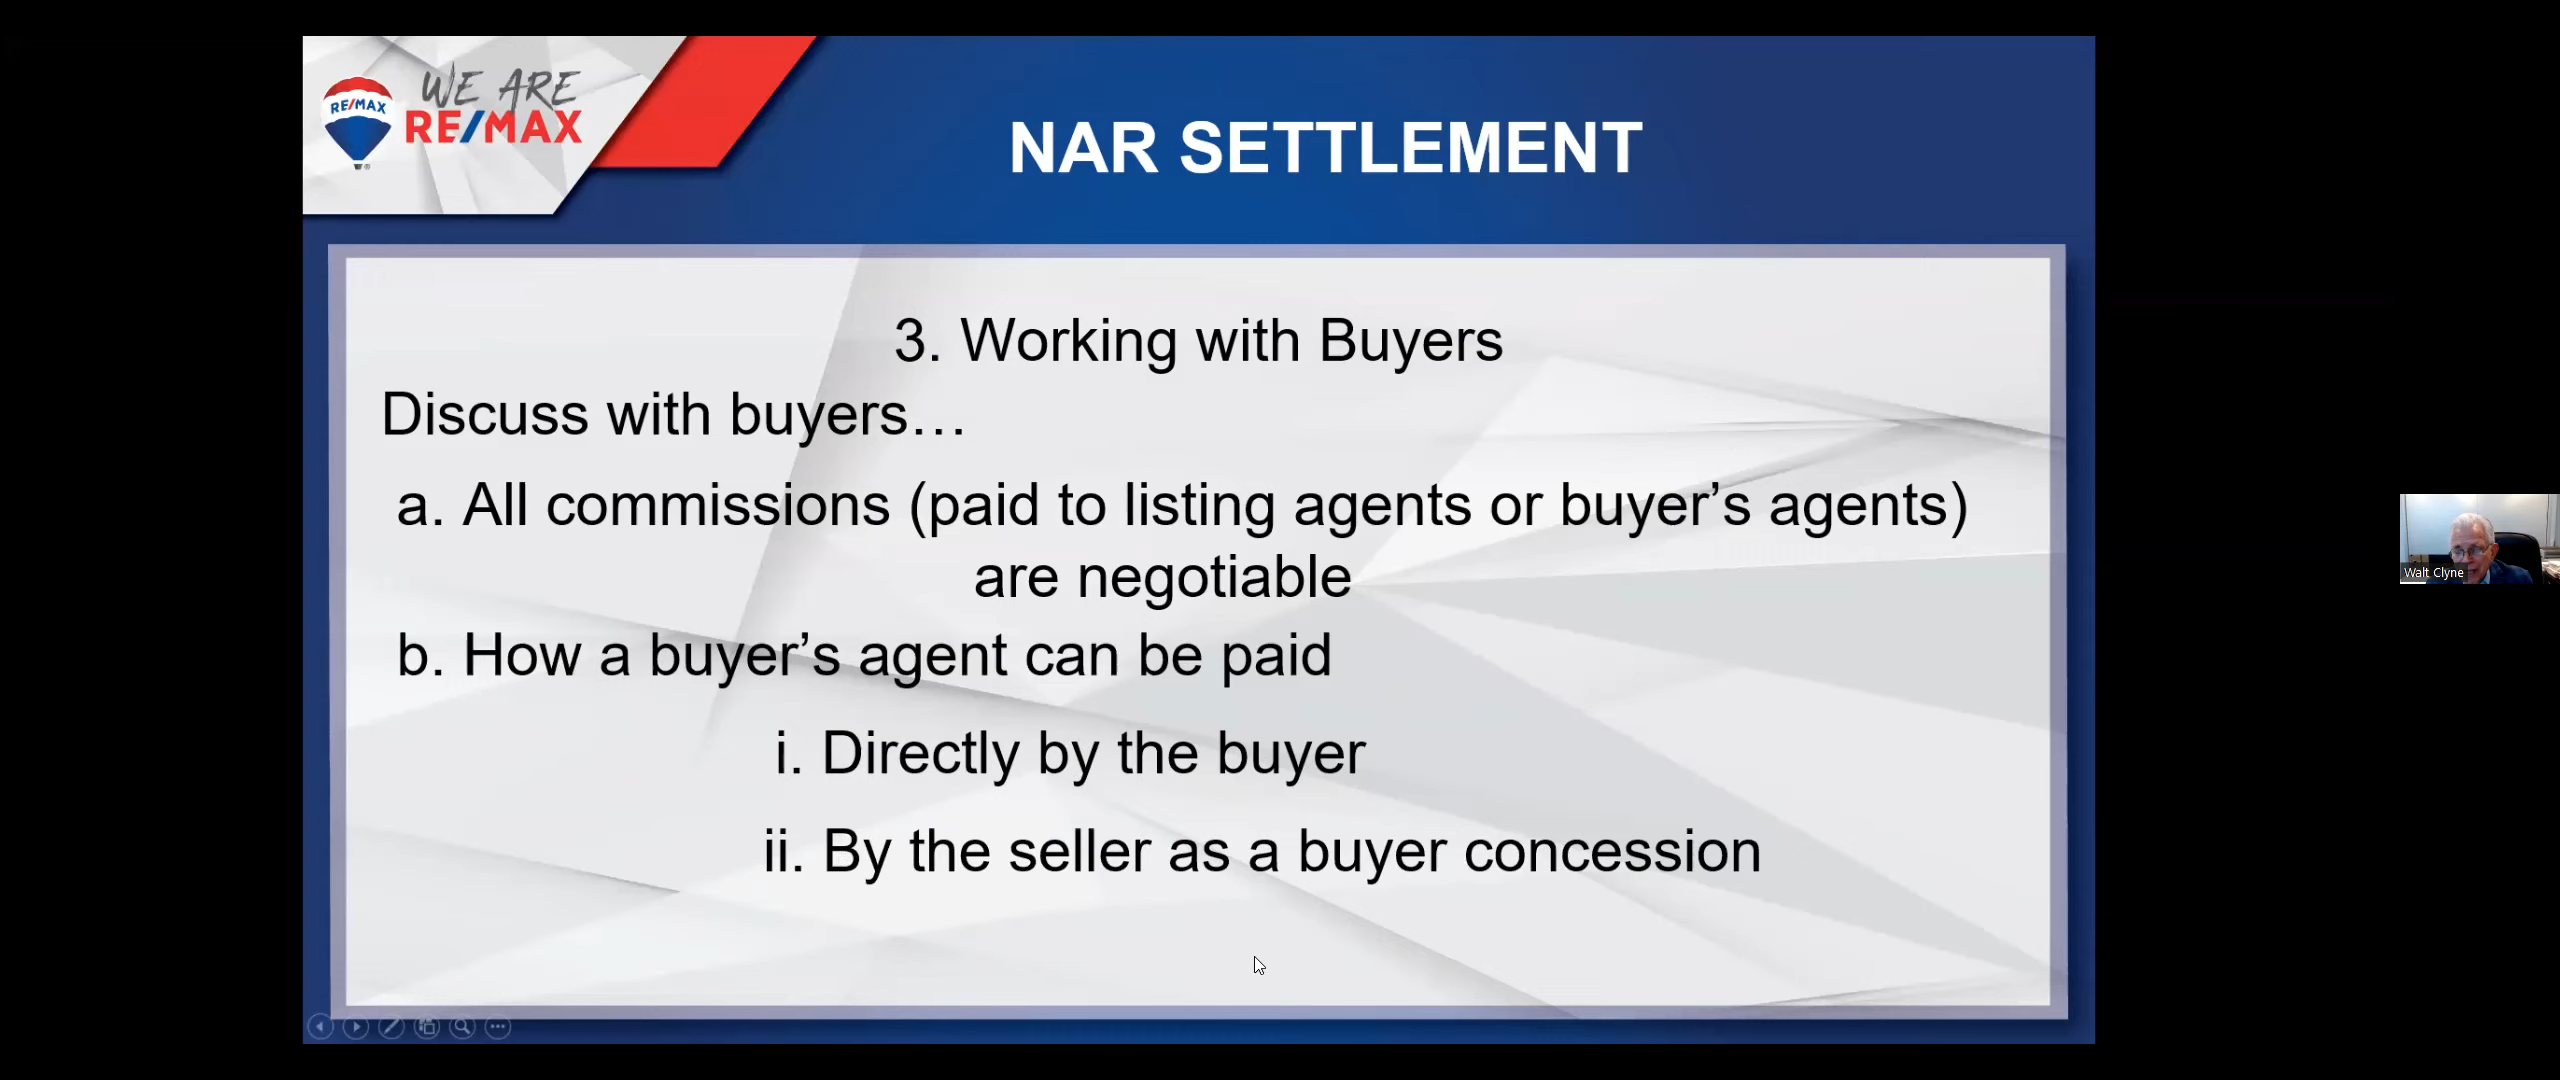 WE ARE
RE/MAX
RE/MAX
NAR SETTLEMENT
3. Working with Buyers
Discuss with buyers…
a. All commissions (paid to listing agents or buyer’s agents)
are negotiable
b. How a buyer’s agent can be paid
i. Directly by the buyer
ii. By the seller as a buyer concession
Walt Clyne